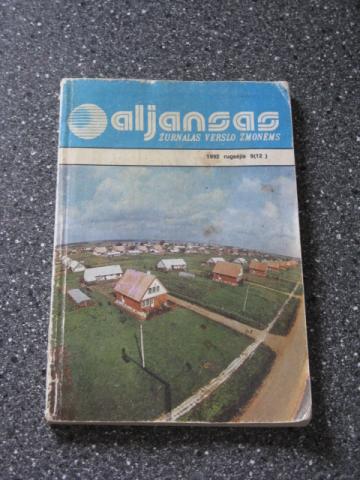 aljansas
ŽURNALAS VERSLO ŽMONĖMS
1992 rugsėjis 9(12)